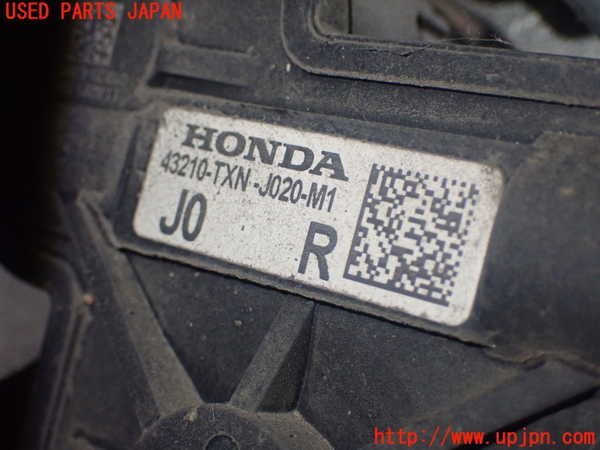 USED PARTS JAPAN
HONDA
43210-TXN-J020-M1
J0
R
http://www.upjpn.com/